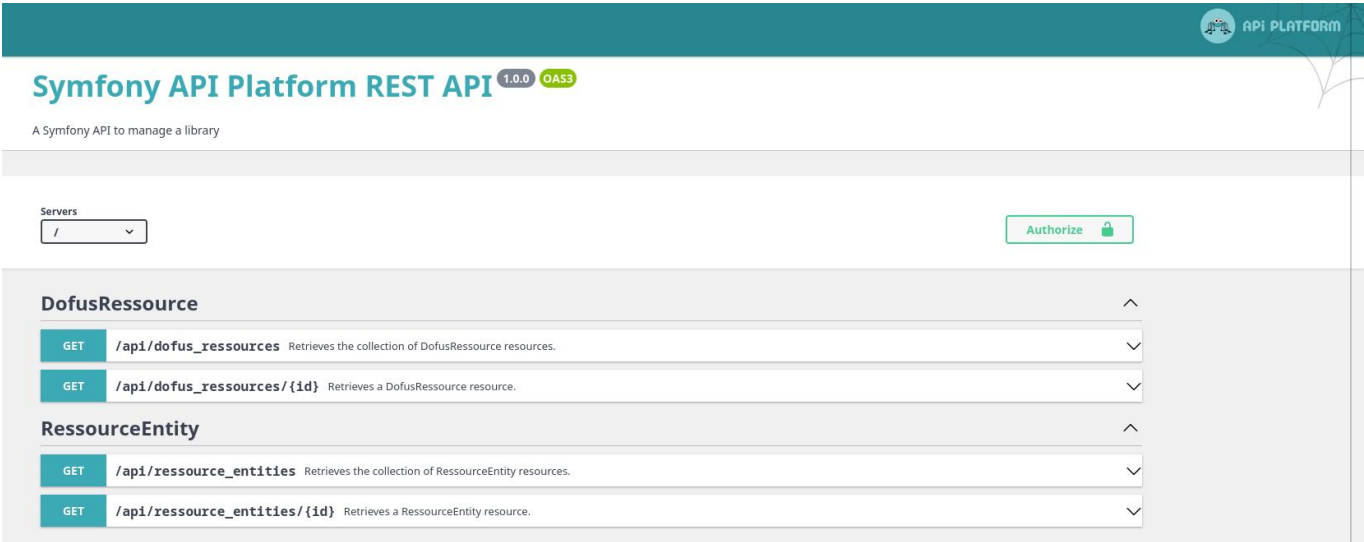 API PLATFORM
Symfony API Platform REST API 1.0.0 OAS3
A Symfony API to manage a library
Servers
/
Authorize
DofusRessource
GET /api/dofus_ressources Retrieves the collection of DofusRessource resources.
GET /api/dofus_ressources/{id} Retrieves a DofusRessource resource.
RessourceEntity
GET /api/ressource_entities Retrieves the collection of RessourceEntity resources.
GET /api/ressource_entities/{id} Retrieves a RessourceEntity resource.